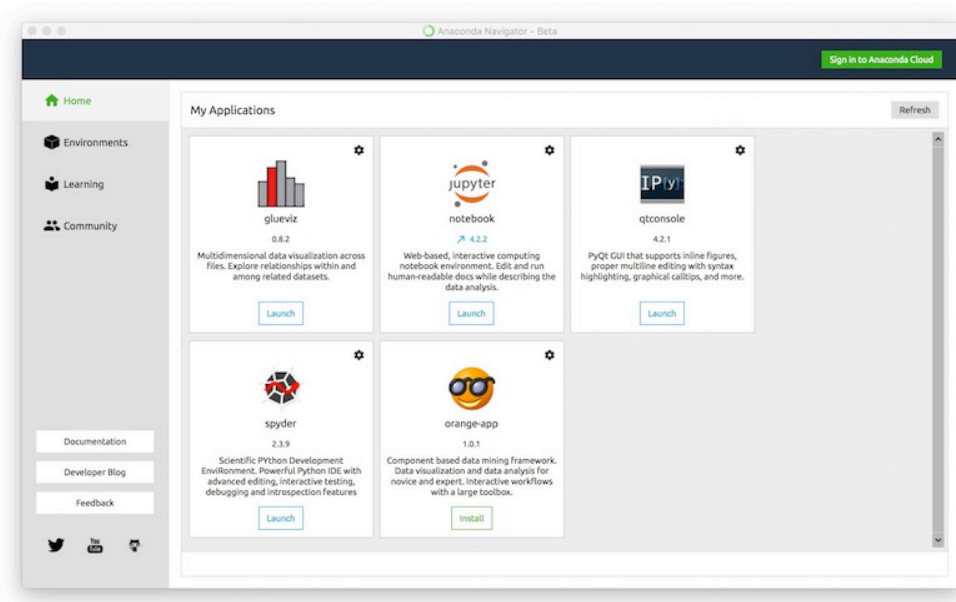 Anaconda Navigator - Beta
Sign in to Anaconda Cloud
Home
Environments
Learning
Community
Documentation
Developer Blog
Feedback
You
Tube
My Applications
Refresh
glueviz
0.8.2
Multidimensional data visualization across
files. Explore relationships within and
among related datasets.
Launch
jupyter
notebook
4.2.2
Web-based, interactive computing
notebook environment. Edit and run
human-readable docs while describing the
data analysis.
Launch
IP[y]:
qtconsole
4.2.1
PyQt GUI that supports inline figures,
proper multiline editing with syntax
highlighting, graphical calltips, and more.
Launch
spyder
2.3.9
Scientific PYthon Development
EnviRonment. Powerful Python IDE with
advanced editing, interactive testing,
debugging and introspection features
Launch
orange-app
1.0.1
Component based data mining framework.
Data visualization and data analysis for
novice and expert. Interactive workflows
with a large toolbox.
Install